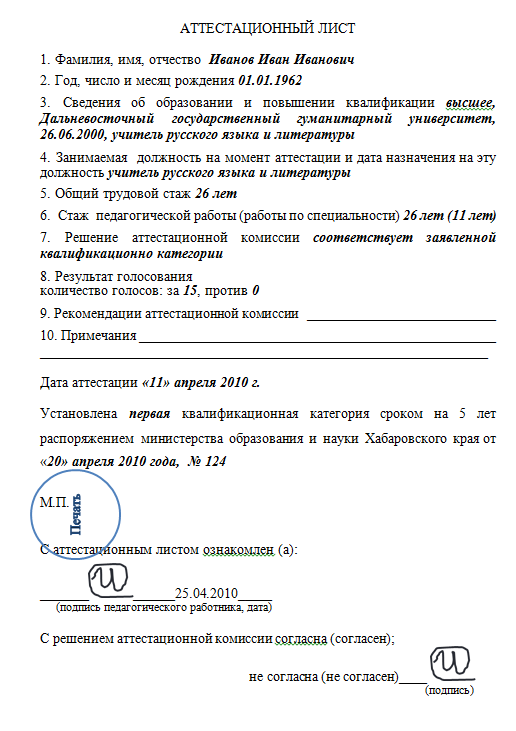 АТТЕСТАЦИОННЫЙ ЛИСТ
1. Фамилия, имя, отчество Иванов Иван Иванович
2. Год, число и месяц рождения 01.01.1962
3. Сведения об образовании и повышении квалификации высшее,
Дальневосточный государственный гуманитарный университет,
26.06.2000, учитель русского языка и литературы
4. Занимаемая должность на момент аттестации и дата назначения на эту
должность учитель русского языка и литературы
5. Общий трудовой стаж 26 лет
6. Стаж педагогической работы (работы по специальности) 26 лет (11 лет)
7. Решение аттестационной комиссии соответствует заявленной
квалификационно категории
8. Результат голосования
количество голосов: за 15, против 0
9. Рекомендации аттестационной комиссии ___________________________
10. Примечания ___________________________________________________
________________________________________________________________
Дата аттестации «11» апреля 2010 г.
Установлена первая квалификационная категория сроком на 5 лет
распоряжением министерства образования и науки Хабаровского края от
«20» апреля 2010 года, № 124
М.П.
Печать
С аттестационным листом ознакомлен (а):
_______И______25.04.2010_____
(подпись педагогического работника, дата)
С решением аттестационной комиссии согласна (согласен);
не согласна (не согласен)____И
(подпись)